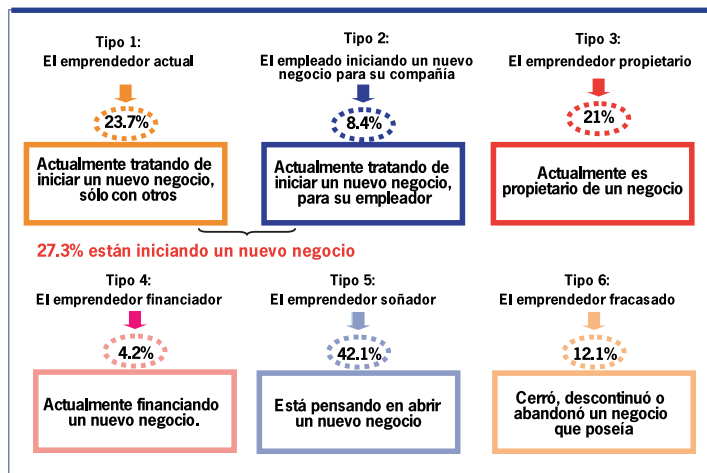 Tipo 1:
El emprendedor actual
23.7%
Actualmente tratando de
iniciar un nuevo negocio,
sólo con otros
Tipo 2:
El empleado iniciando un nuevo
negocio para su compañía
8.4%
Actualmente tratando de
iniciar un nuevo negocio,
para su empleador
Tipo 3:
El emprendedor propietario
21%
Actualmente es
propietario de un negocio
27.3% están iniciando un nuevo negocio
Tipo 4:
El emprendedor financiador
4.2%
Actualmente financiando
un nuevo negocio.
Tipo 5:
El emprendedor soñador
42.1%
Está pensando en abrir
un nuevo negocio
Tipo 6:
El emprendedor fracasado
12.1%
Cerró, descontinuó o
abandonó un negocio
que poseía